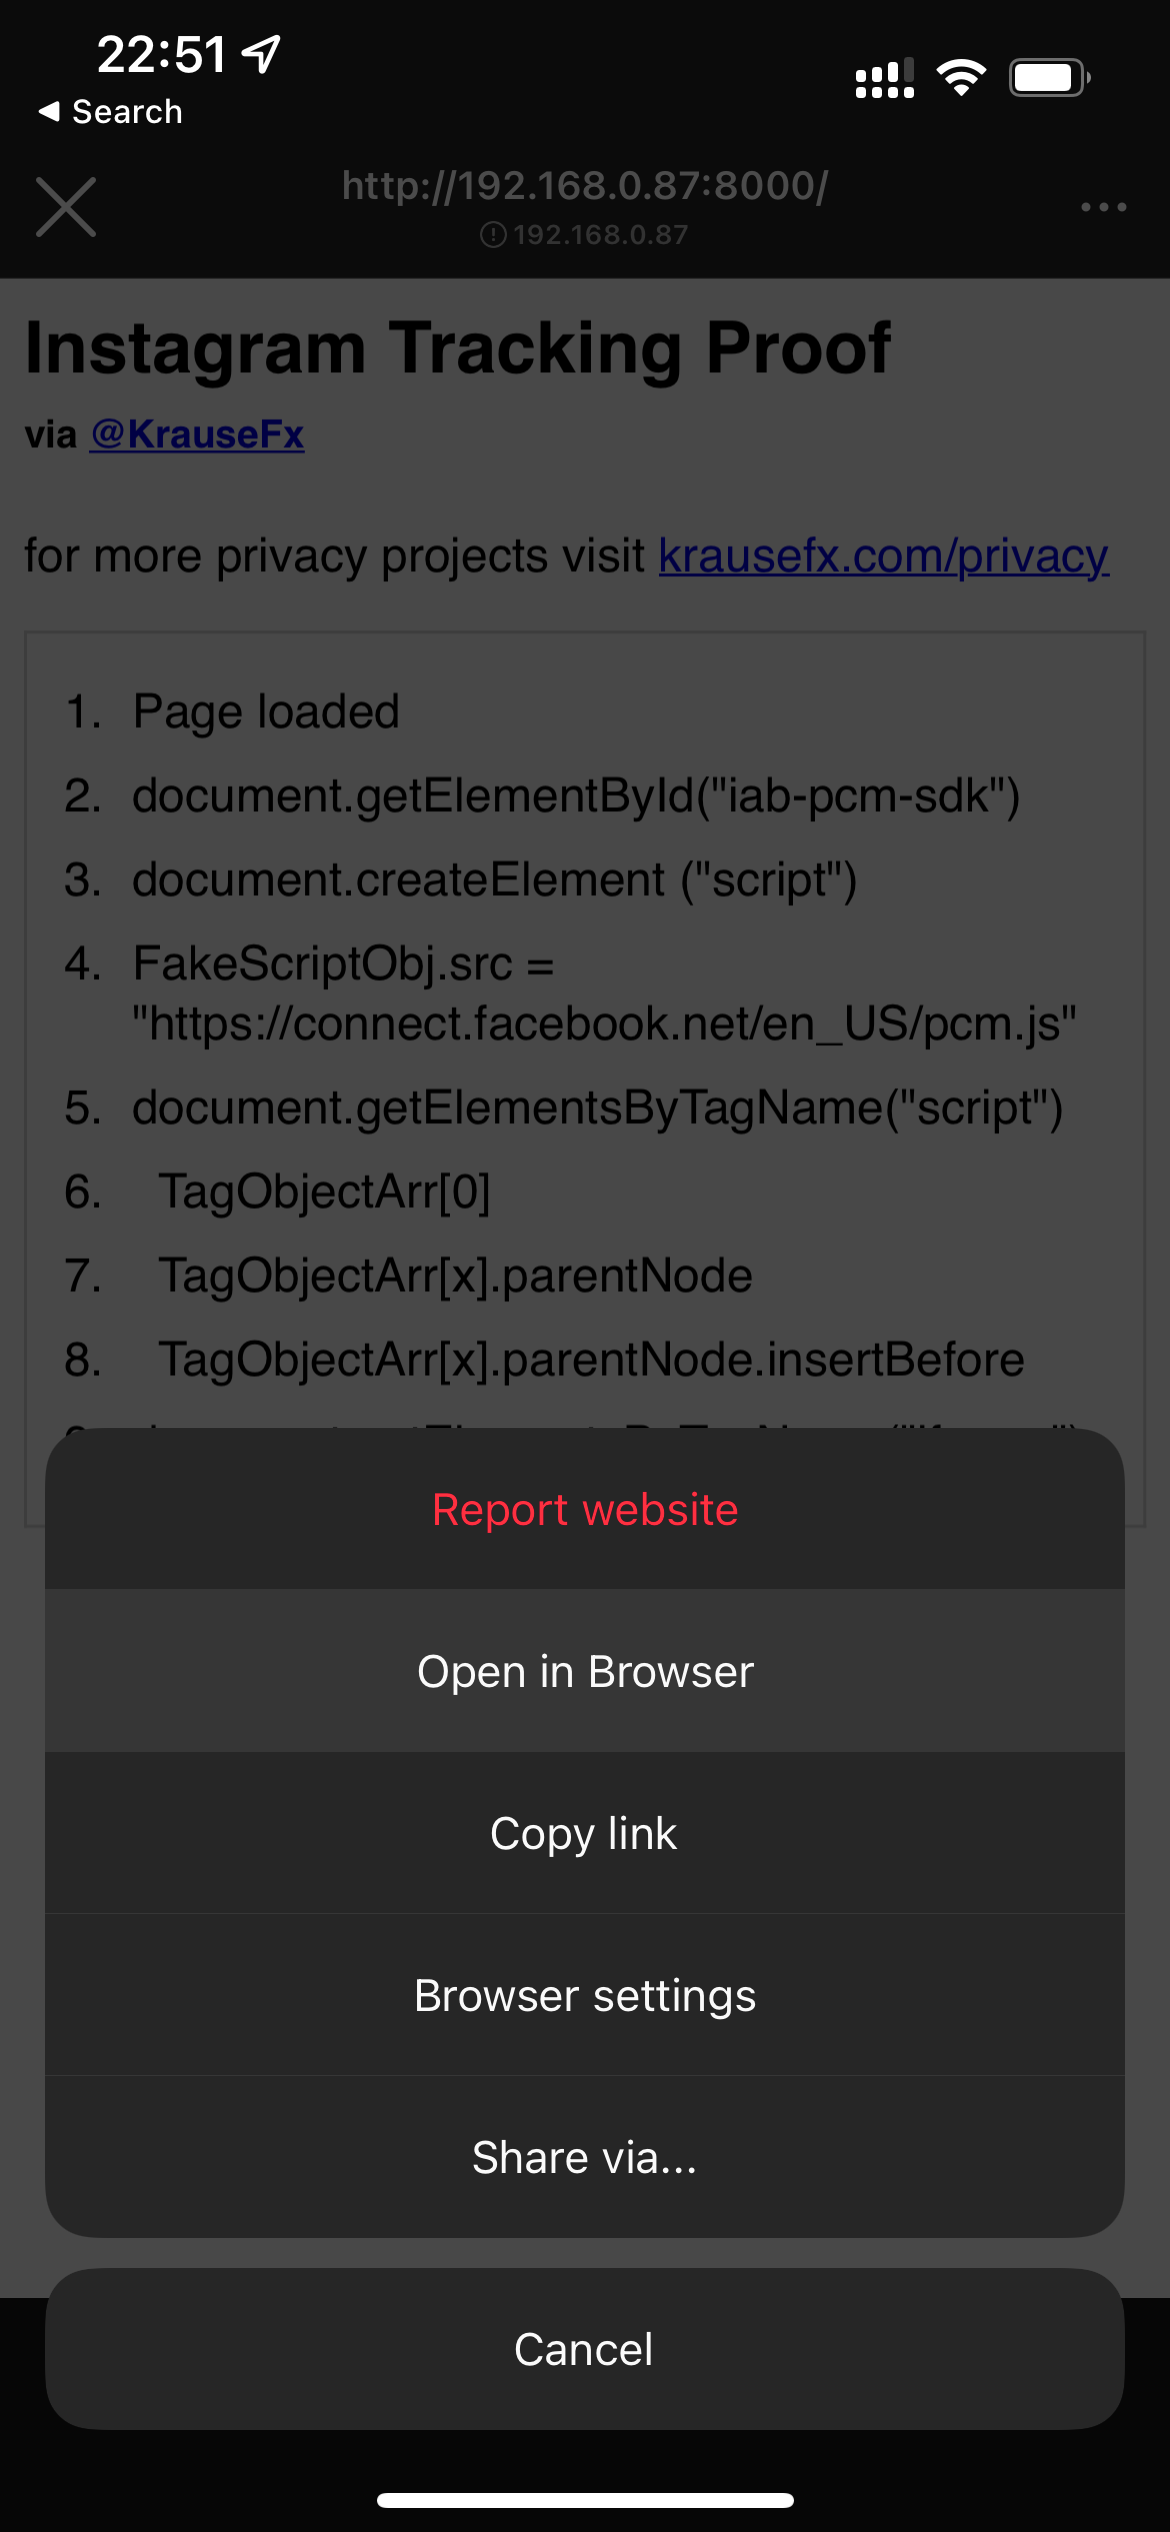 22:51
Search
http://192.168.0.87:8000/
192.168.0.87
Instagram Tracking Proof
via @KrauseFx
for more privacy projects visit krausefx.com/privacy
1. Page loaded
2. document.getElementById("iab-pcm-sdk")
3. document.createElement ("script")
4. FakeScriptObj.src =
"https://connect.facebook.net/en_US/pcm.js"
5. document.getElementsByTagName("script")
6. TagObjectArr[0]
7. TagObjectArr[x].parentNode
8. TagObjectArr[x].parentNode.insertBefore
Report website
Open in Browser
Copy link
Browser settings
Share via...
Cancel